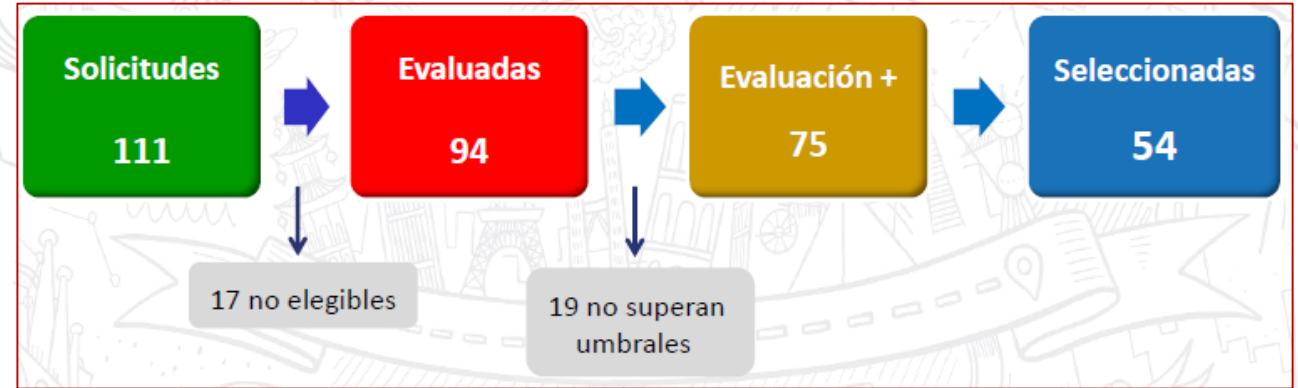 Solicitudes
111
Evaluadas
94
Evaluación +
75
Seleccionadas
54
17 no elegibles
19 no superan
umbrales